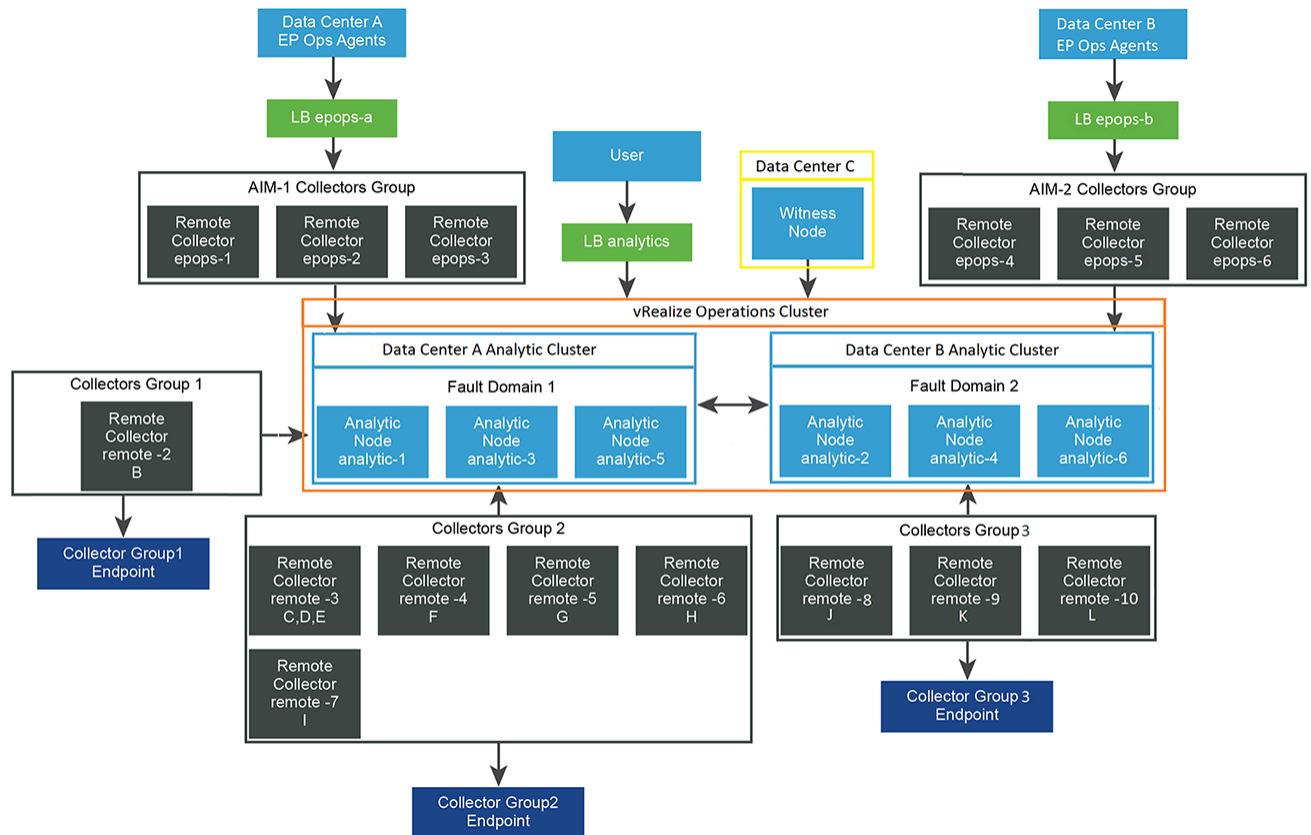 Data Center A
EP Ops Agents
Data Center B
EP Ops Agents
LB epops-a
LB epops-b
User
Data Center C
Witness
Node
LB analytics
AIM-1 Collectors Group
Remote
Collector
epops-1
Remote
Collector
epops-2
Remote
Collector
epops-3
AIM-2 Collectors Group
Remote
Collector
epops-4
Remote
Collector
epops-5
Remote
Collector
epops-6
vRealize Operations Cluster
Data Center A Analytic Cluster
Fault Domain 1
Analytic
Node
analytic-1
Analytic
Node
analytic-3
Analytic
Node
analytic-5
Data Center B Analytic Cluster
Fault Domain 2
Analytic
Node
analytic-2
Analytic
Node
analytic-4
Analytic
Node
analytic-6
Collectors Group 1
Remote
Collector
remote -2
B
Collector Group1
Endpoint
Collectors Group 2
Remote
Collector
remote -3
C,D,E
Remote
Collector
remote -4
F
Remote
Collector
remote -5
G
Remote
Collector
remote -6
H
Remote
Collector
remote -7
I
Collector Group2
Endpoint
Collectors Group 3
Remote
Collector
remote -8
J
Remote
Collector
remote -9
K
Remote
Collector
remote -10
L
Collector Group 3
Endpoint